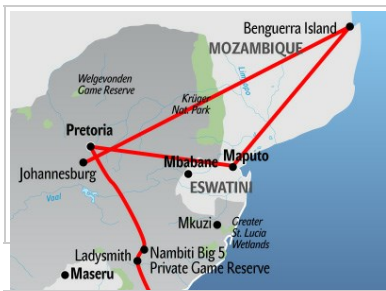 Benguerra Island
MOZAMBIQUE
Welgevonden
Game Reserve
Limpopo
Krüger
Nat. Park
Pretoria
Johannesburg
Mbabane
Maputo
ESWATINI
Vaal
Mkuzi
Greater
St. Lucia
Wetlands
Ladysmith
Nambiti Big 5
Private Game Reserve
Maseru